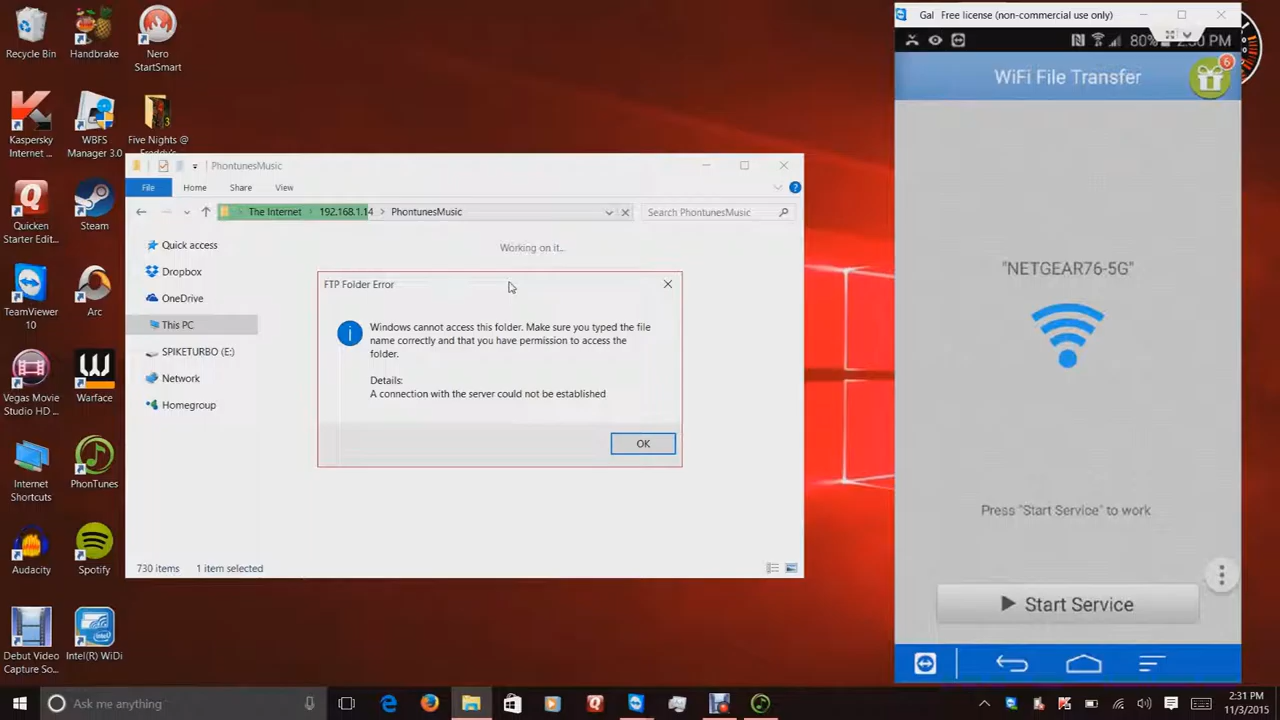 Recycle Bin
Handbrake
Nero
StartSmart
Kaspersky
Internet ...
WBFS
Manager 3.0
Five Nights @
Freddy's
3
Quicken
Starter Edit...
Steam
TeamViewer
10
Arc
Vegas Movie
Studio HD ...
Warface
Internet
Shortcuts
PhonTunes
Audacity
Spotify
Debut Video
Capture So...
Intel(R) WiDi
PhontunesMusic
File
Home
Share
View
The Internet
192.168.1.14
PhontunesMusic
Search PhontunesMusic
Quick access
Dropbox
OneDrive
This PC
SPIKETURBO (E:)
Network
Homegroup
Working on it...
FTP Folder Error
Windows cannot access this folder. Make sure you typed the file
name correctly and that you have permission to access the
folder.
Details:
A connection with the server could not be established
OK
730 items
1 item selected
Gal
Free license (non-commercial use only)
80%
PM
WiFi File Transfer
6
"NETGEAR76-5G"
Press "Start Service" to work
Start Service
Ask me anything
2:31 PM
11/3/2015